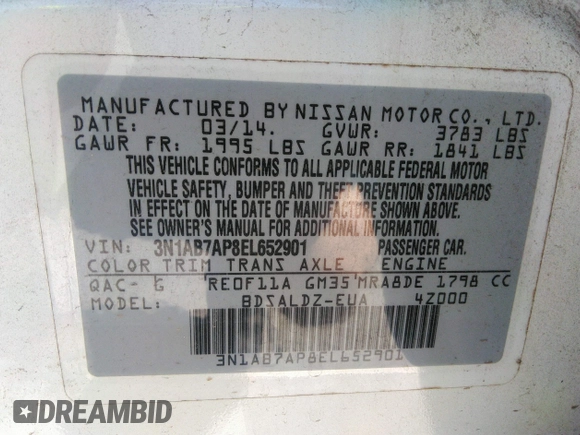 MANUFACTURED BY NISSAN MOTOR CO., LTD.
DATE: 03/14. GVWR: 3783 LBS
GAWR FR: 1995 LBS GAWR RR: 1841 LBS
THIS VEHICLE CONFORMS TO ALL APPLICABLE FEDERAL MOTOR
VEHICLE SAFETY, BUMPER AND THEFT PREVENTION STANDARDS
IN EFFECT ON THE DATE OF MANUFACTURE SHOWN ABOVE.
SEE OWNER'S MANUAL FOR ADDITIONAL INFORMATION.
VIN: 3N1AB7AP8EL652901 PASSENGER CAR.
COLOR TRIM TRANS AXLE ENGINE
QAC- G RE0F11A GM35 MRA8DE 1798 CC
MODEL: BDSALDZ-EUA 4Z000
3N1AB7AP8EL652901
DREAMBID